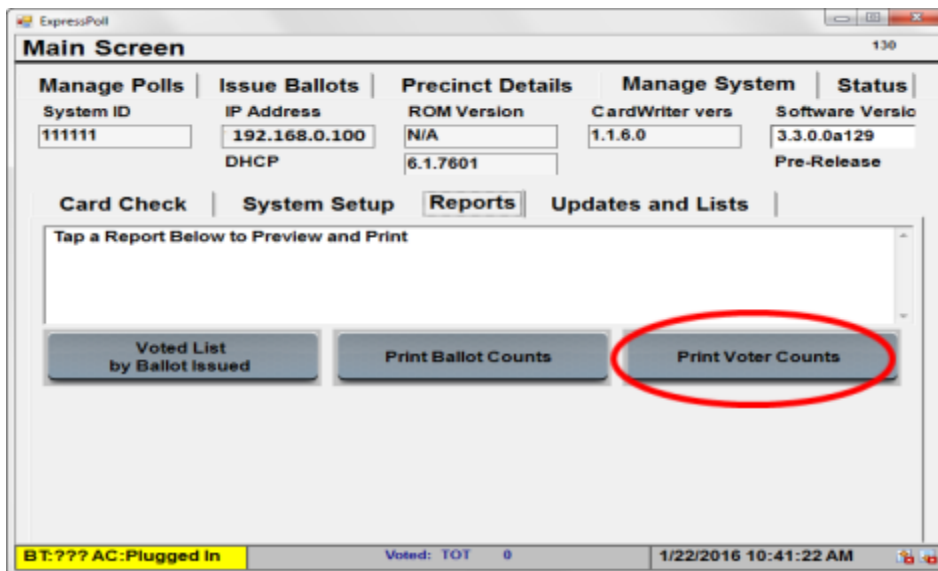 ExpressPoll
Main Screen
130
Manage Polls Issue Ballots Precinct Details Manage System Status
System ID IP Address ROM Version CardWriter vers Software Versio
111111 192.168.0.100 N/A 1.1.6.0 3.3.0.0a129
DHCP 6.1.7601 Pre-Release
Card Check System Setup Reports Updates and Lists
Tap a Report Below to Preview and Print
Voted List
by Ballot Issued
Print Ballot Counts
Print Voter Counts
BT:??? AC:Plugged In Voted: TOT 0 1/22/2016 10:41:22 AM